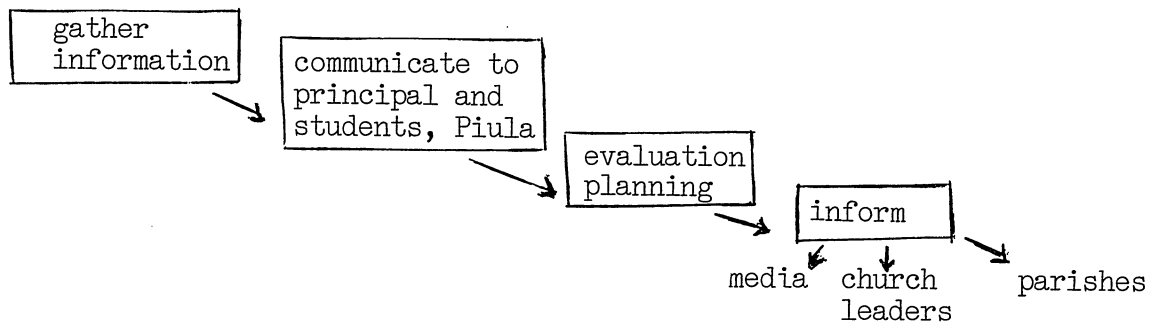 gather
information
communicate to
principal and
students, Piula
evaluation
planning
inform
media church parishes
leaders